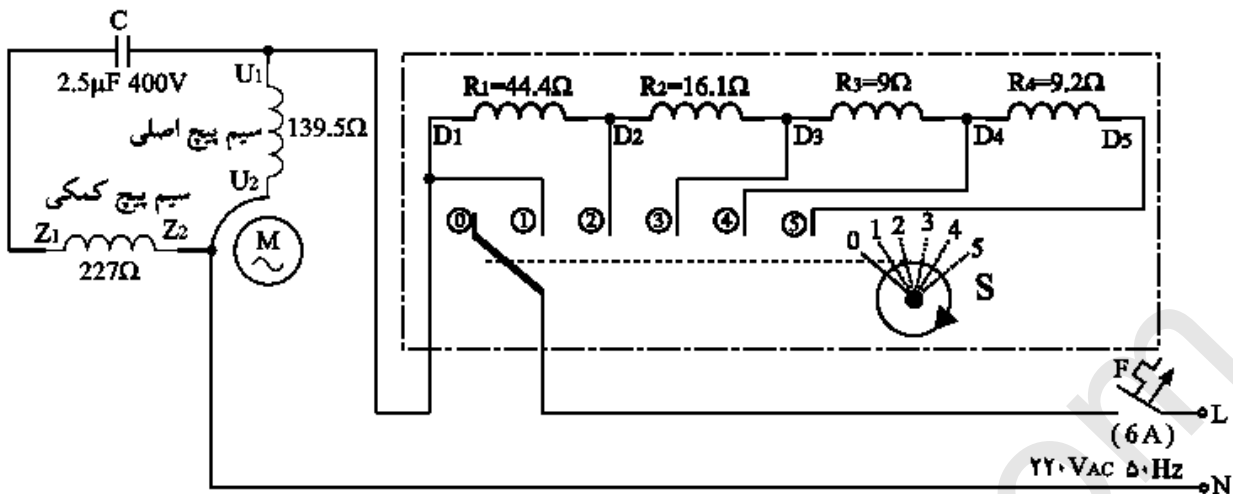 C
2.5µF 400V
U1
سیم پیچ اصلی
139.5Ω
U2
سیم پیچ کمکی
Z1
Z2
227Ω
M
R1=44.4Ω
R2=16.1Ω
R3=9Ω
R4=9.2Ω
D1
D2
D3
D4
D5
⓪
①
②
③
④
⑤
0 1 2 3 4 5
S
F
(6A)
L
۲۲۰VAC ۵۰Hz
N
om